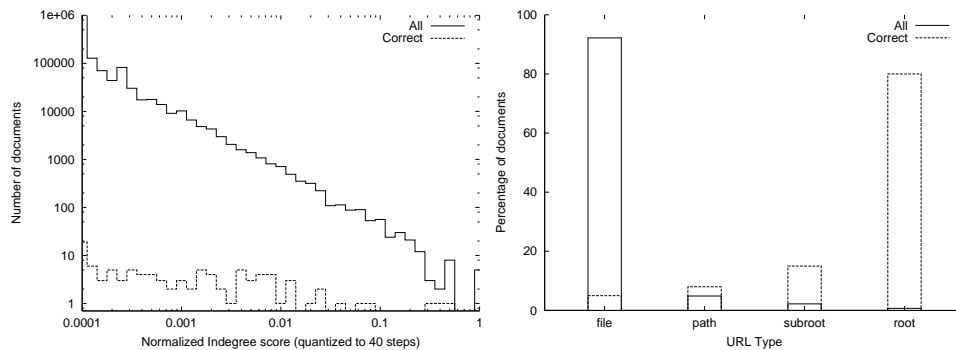 1e+06
100000
10000
1000
100
10
1
0.0001
0.001
0.01
0.1
1
Number of documents
Normalized Indegree score (quantized to 40 steps)
All
Correct
100
80
60
40
20
0
file
path
subroot
root
Percentage of documents
URL Type
All
Correct